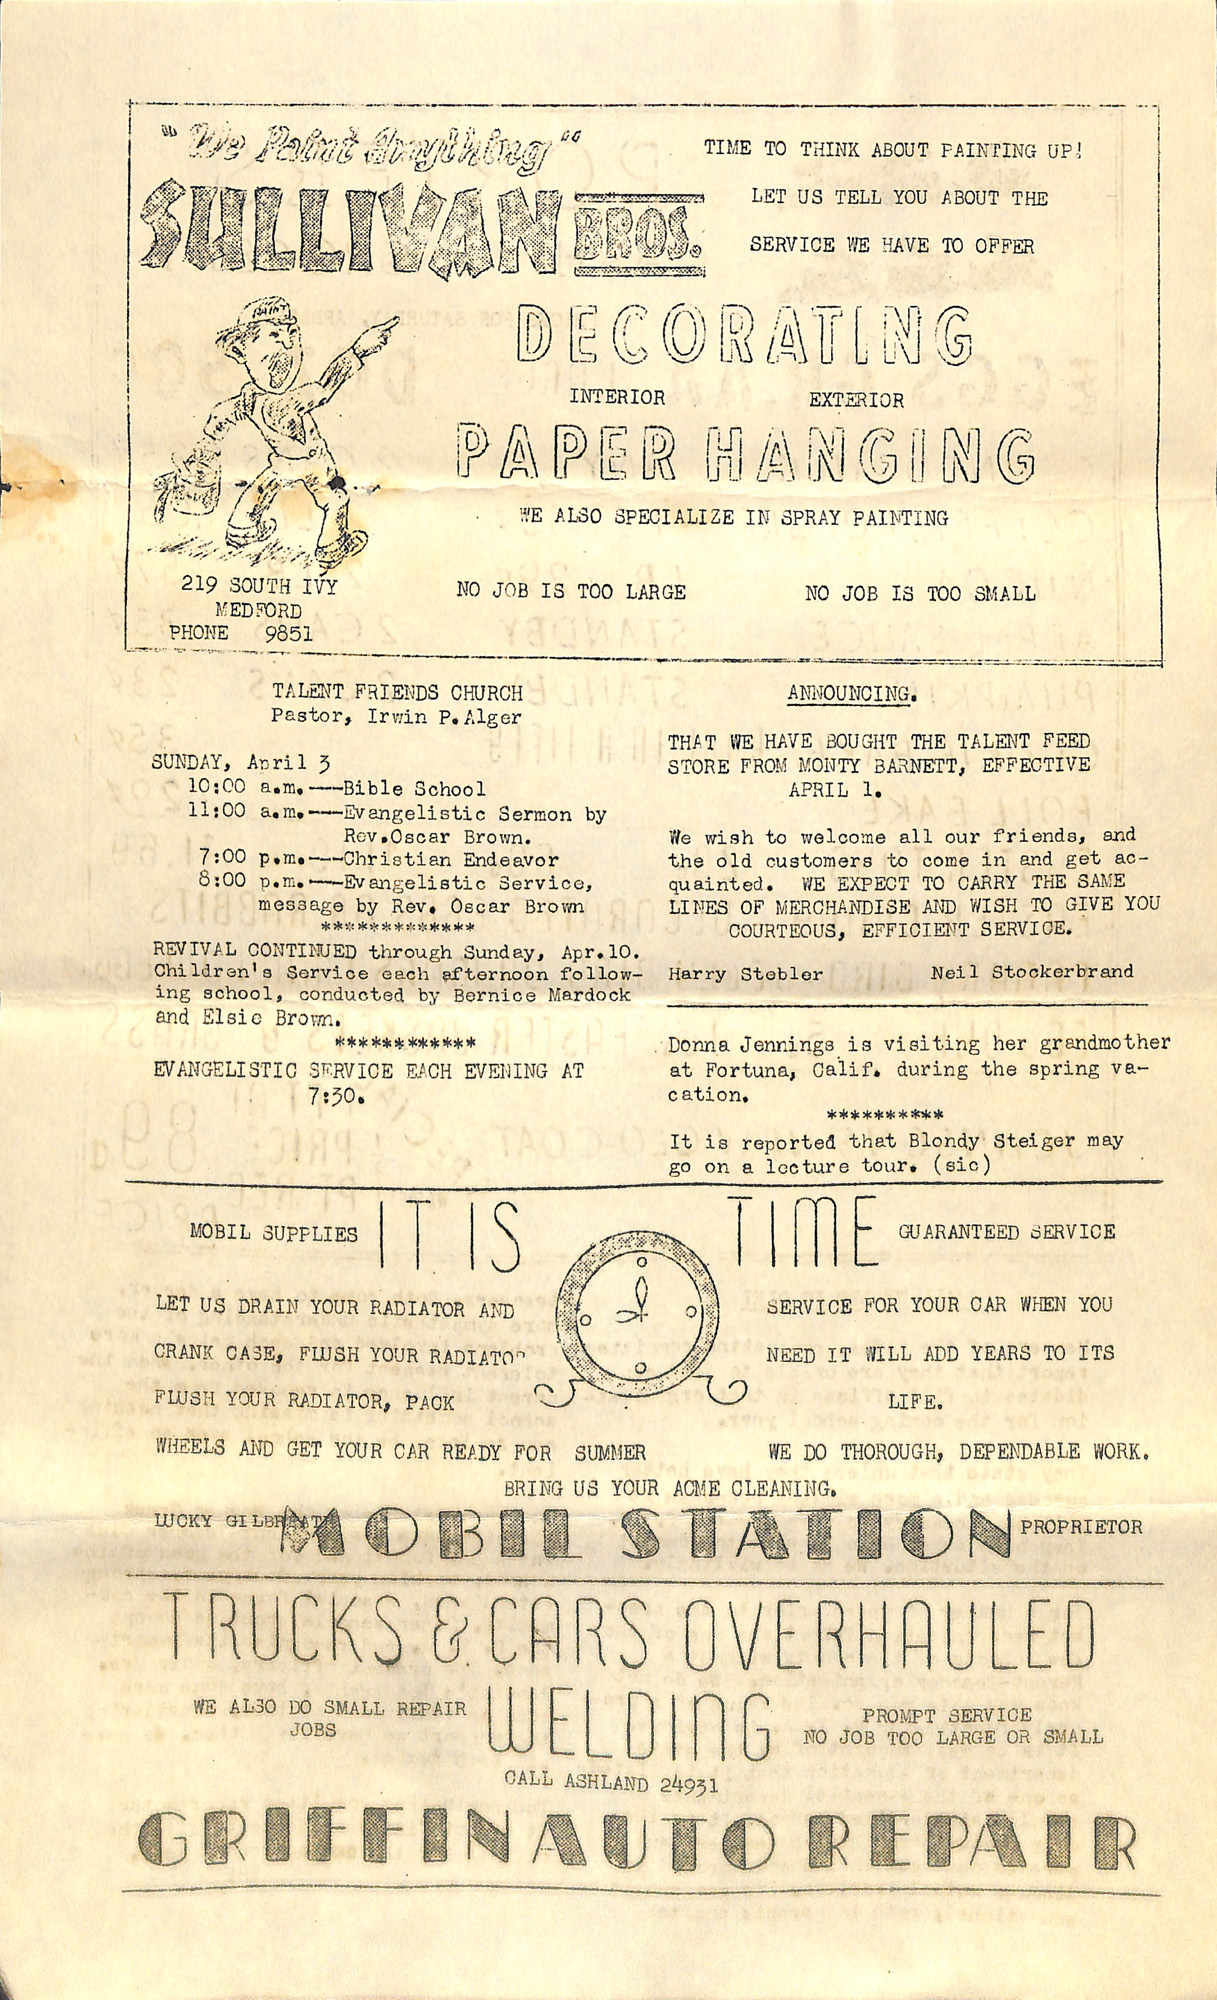 "We Paint Anything"
SULLIVAN BROS.
TIME TO THINK ABOUT PAINTING UP!
LET US TELL YOU ABOUT THE
SERVICE WE HAVE TO OFFER
PAINT
DECORATING
INTERIOR EXTERIOR
PAPER HANGING
WE ALSO SPECIALIZE IN SPRAY PAINTING
219 SOUTH IVY
MEDFORD
PHONE 9851
NO JOB IS TOO LARGE NO JOB IS TOO SMALL
TALENT FRIENDS CHURCH
Pastor, Irwin P. Alger
SUNDAY, April 3
10:00 a.m.---Bible School
11:00 a.m.---Evangelistic Sermon by
Rev.Oscar Brown.
7:00 p.m.---Christian Endeavor
8:00 p.m.---Evangelistic Service,
message by Rev. Oscar Brown
*************
REVIVAL CONTINUED through Sunday, Apr.10.
Children's Service each afternoon follow-
ing school, conducted by Bernice Mardock
and Elsie Brown.
************
EVANGELISTIC SERVICE EACH EVENING AT
7:30.
ANNOUNCING.
THAT WE HAVE BOUGHT THE TALENT FEED
STORE FROM MONTY BARNETT, EFFECTIVE
APRIL 1.
We wish to welcome all our friends, and
the old customers to come in and get ac-
quainted. WE EXPECT TO CARRY THE SAME
LINES OF MERCHANDISE AND WISH TO GIVE YOU
COURTEOUS, EFFICIENT SERVICE.
Harry Stebler Neil Stockerbrand
Donna Jennings is visiting her grandmother
at Fortuna, Calif. during the spring va-
cation.
**********
It is reported that Blondy Steiger may
go on a lecture tour. (sic)
MOBIL SUPPLIES IT IS TIME GUARANTEED SERVICE
LET US DRAIN YOUR RADIATOR AND
CRANK CASE, FLUSH YOUR RADIATOR
FLUSH YOUR RADIATOR, PACK
WHEELS AND GET YOUR CAR READY FOR SUMMER
SERVICE FOR YOUR CAR WHEN YOU
NEED IT WILL ADD YEARS TO ITS
LIFE.
WE DO THOROUGH, DEPENDABLE WORK.
BRING US YOUR ACME CLEANING.
LUCKY GILBREATH MOBIL STATION PROPRIETOR
TRUCKS & CARS OVERHAULED
WE ALSO DO SMALL REPAIR
JOBS
WELDING
PROMPT SERVICE
NO JOB TOO LARGE OR SMALL
CALL ASHLAND 24931
GRIFFIN AUTO REPAIR